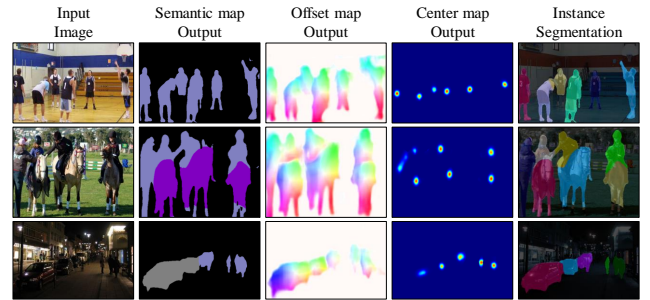 Input Image
Semantic map Output
Offset map Output
Center map Output
Instance Segmentation